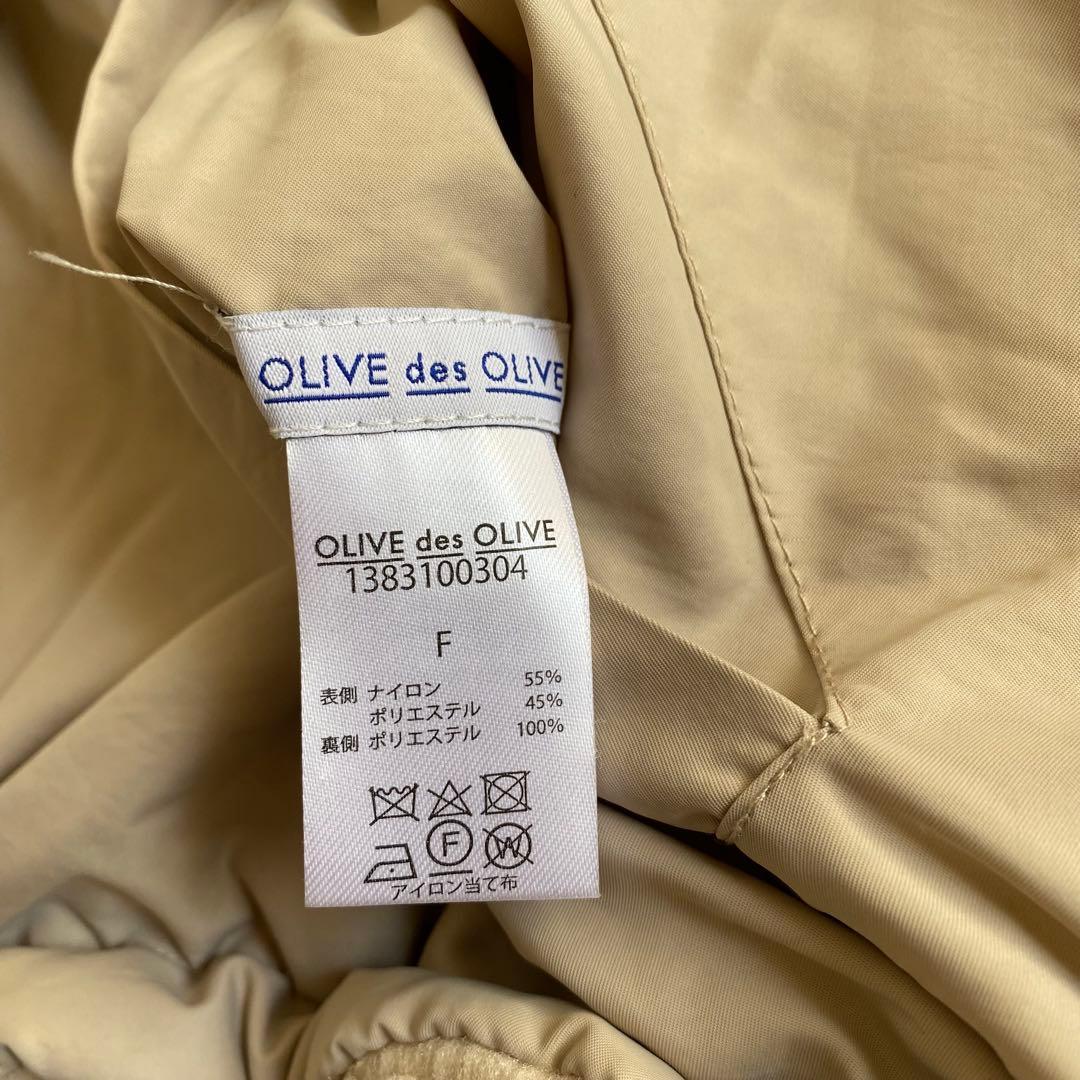 OLIVE des OLIVE
OLIVE des OLIVE
1383100304
F
表側 ナイロン 55%
ポリエステル 45%
裏側 ポリエステル 100%
F W
アイロン当て布